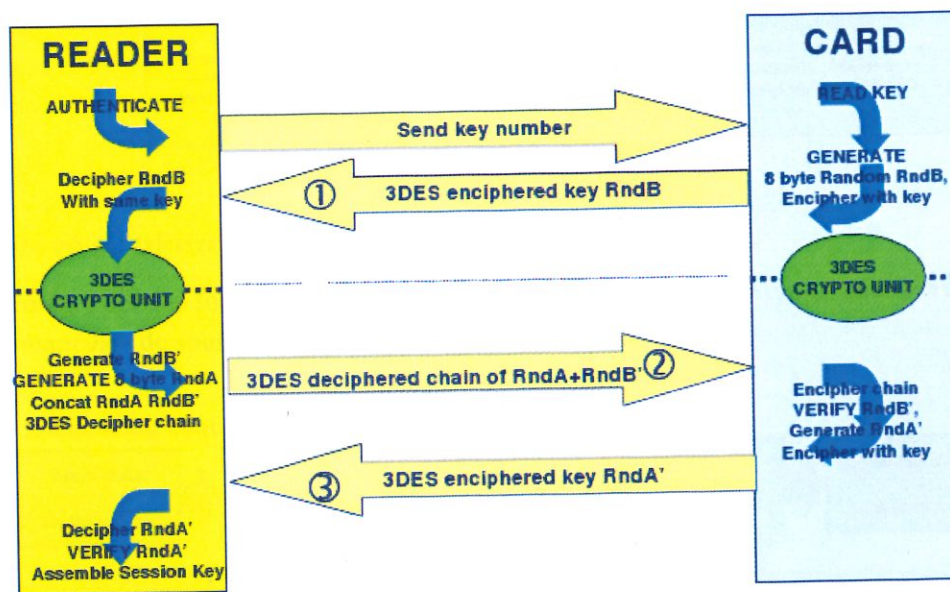 READER
AUTHENTICATE
Decipher RndB
With same key
3DES
CRYPTO UNIT
Generate RndB'
GENERATE 8 byte RndA
Concat RndA RndB'
3DES Decipher chain
Decipher RndA'
VERIFY RndA'
Assemble Session Key
Send key number
① 3DES enciphered key RndB
3DES deciphered chain of RndA+RndB' ②
③ 3DES enciphered key RndA'
CARD
READ KEY
GENERATE
8 byte Random RndB,
Encipher with key
3DES
CRYPTO UNIT
Encipher chain
VERIFY RndB',
Generate RndA'
Encipher with key